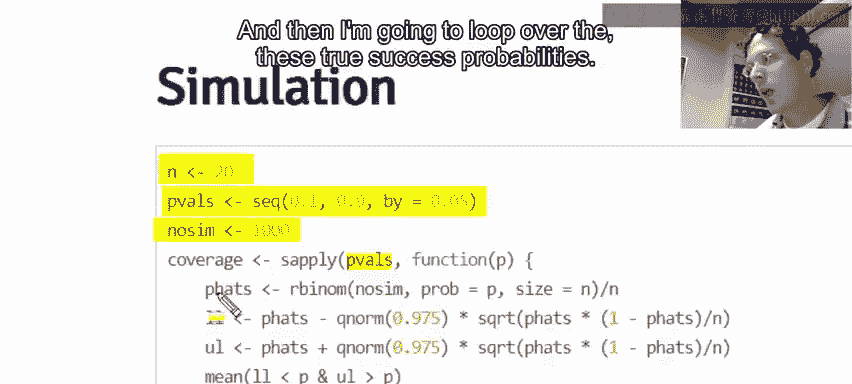 And then I'm going to loop over the,
these true success probabilities.
Simulation
n <- 20
pvals <- seq(0.1, 0.9, by = 0.05)
nosim <- 1000
coverage <- sapply(pvals, function(p) {
phats <- rbinom(nosim, prob = p, size = n)/n
ll <- phats - qnorm(0.975) * sqrt(phats * (1 - phats)/n)
ul <- phats + qnorm(0.975) * sqrt(phats * (1 - phats)/n)
mean(ll < p & ul > p)